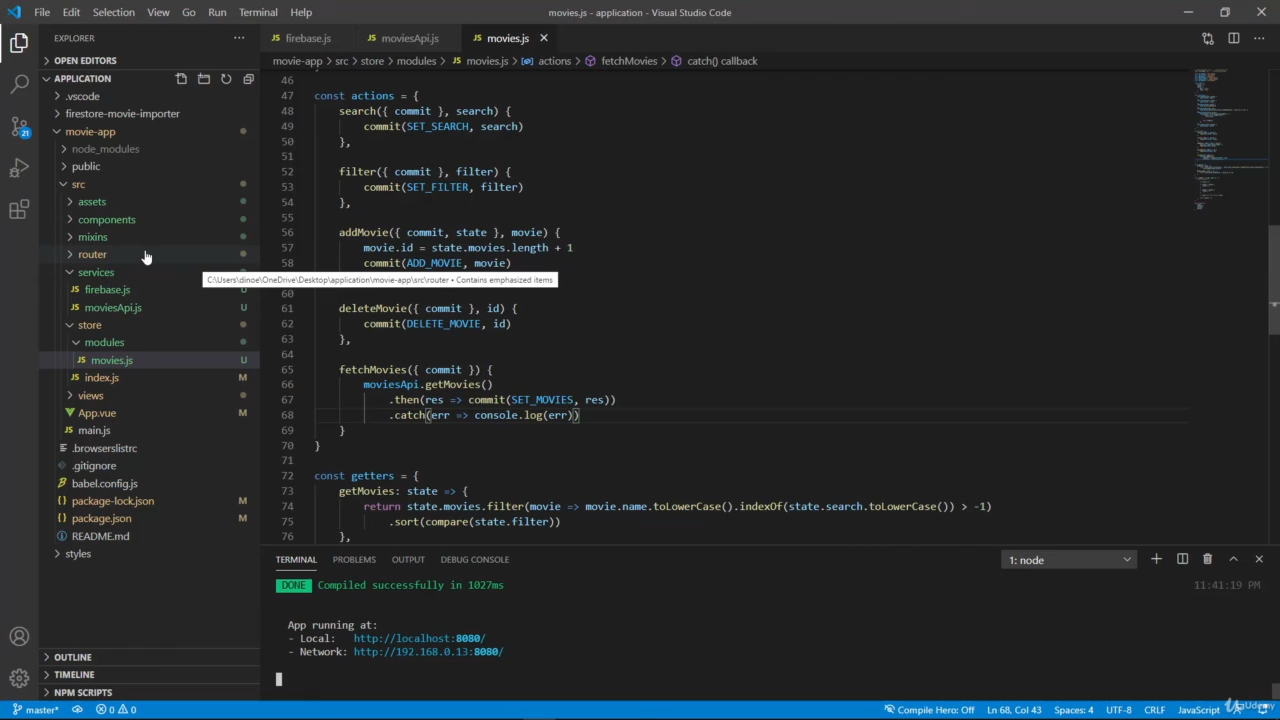 File Edit Selection View Go Run Terminal Help
movies.js - application - Visual Studio Code
EXPLORER
OPEN EDITORS
APPLICATION
.vscode
firestore-movie-importer
movie-app
node_modules
public
src
assets
components
mixins
router
services
firebase.js U
moviesApi.js U
store
modules
movies.js U
index.js M
views
App.vue M
main.js
.browserslistrc
.gitignore
babel.config.js
package-lock.json M
package.json M
README.md
styles
OUTLINE
TIMELINE
NPM SCRIPTS
21
C:\Users\dinoe\OneDrive\Desktop\application\movie-app\src\router • Contains emphasized items
firebase.js moviesApi.js movies.js
movie-app > src > store > modules > movies.js > actions > fetchMovies > catch() callback
46
47 const actions = {
48 search({ commit }, search) {
49 commit(SET_SEARCH, search)
50 },
51
52 filter({ commit }, filter) {
53 commit(SET_FILTER, filter)
54 },
55
56 addMovie({ commit, state }, movie) {
57 movie.id = state.movies.length + 1
58 commit(ADD_MOVIE, movie)
60
61 deleteMovie({ commit }, id) {
62 commit(DELETE_MOVIE, id)
63 },
64
65 fetchMovies({ commit }) {
66 moviesApi.getMovies()
67 .then(res => commit(SET_MOVIES, res))
68 .catch(err => console.log(err))
69 }
70 }
71
72 const getters = {
73 getMovies: state => {
74 return state.movies.filter(movie => movie.name.toLowerCase().indexOf(state.search.toLowerCase()) > -1)
75 .sort(compare(state.filter))
76 },
TERMINAL PROBLEMS OUTPUT DEBUG CONSOLE
1: node
DONE Compiled successfully in 1027ms 11:41:19 PM
App running at:
- Local: http://localhost:8080/
- Network: http://192.168.0.13:8080/
master* 0 0 Compile Hero: Off Ln 68, Col 43 Spaces: 4 UTF-8 CRLF JavaScript
Udemy